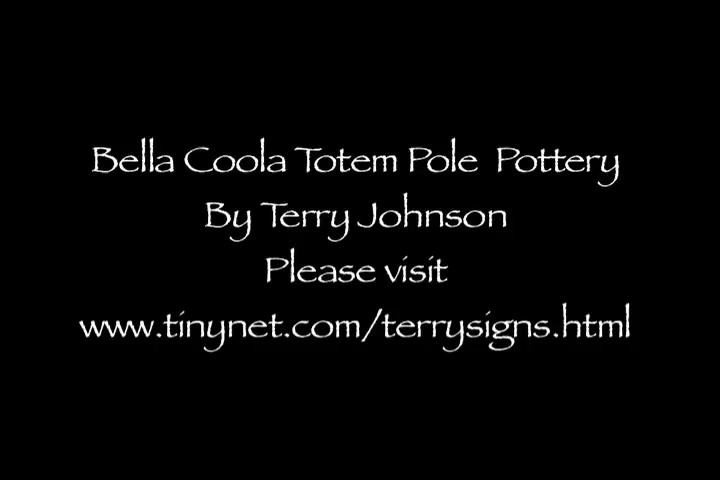 Bella Coola Totem Pole Pottery
By Terry Johnson
Please visit
www.tinynet.com/terrysigns.html